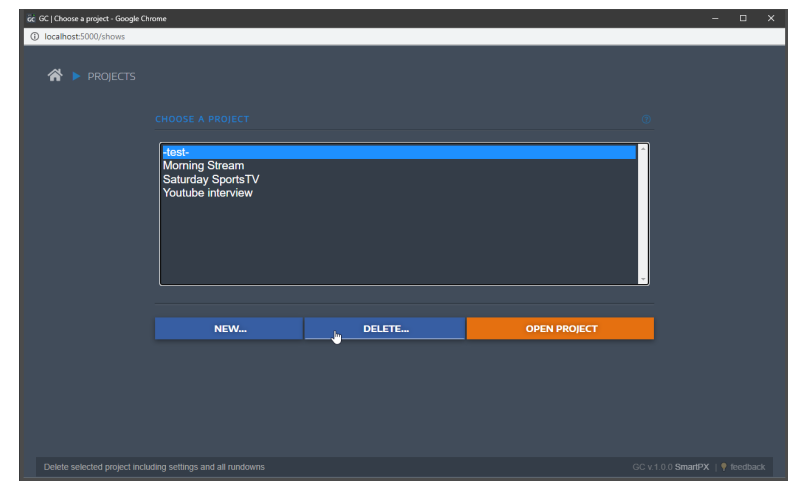 GC GC | Choose a project - Google Chrome
localhost:5000/shows
PROJECTS
CHOOSE A PROJECT
-test-
Morning Stream
Saturday SportsTV
Youtube interview
NEW... DELETE... OPEN PROJECT
Delete selected project including settings and all rundowns GC v.1.0.0 SmartPX | feedback